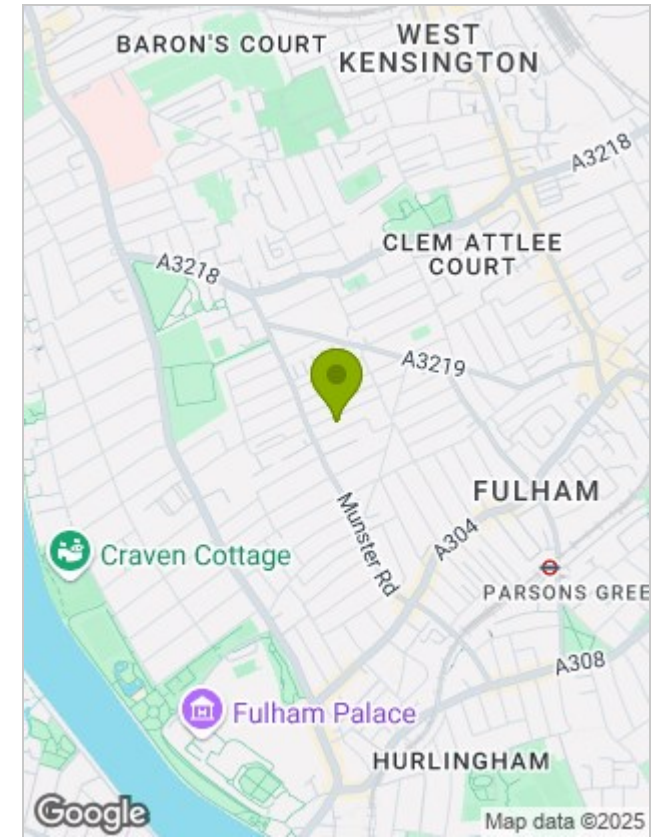 BARON'S COURT
WEST
KENSINGTON
A3218
CLEM ATTLEE
COURT
A3218
A3219
FULHAM
Munster Rd
A304
Craven Cottage
PARSONS GREE
A308
Fulham Palace
HURLINGHAM
Google
Map data ©2025